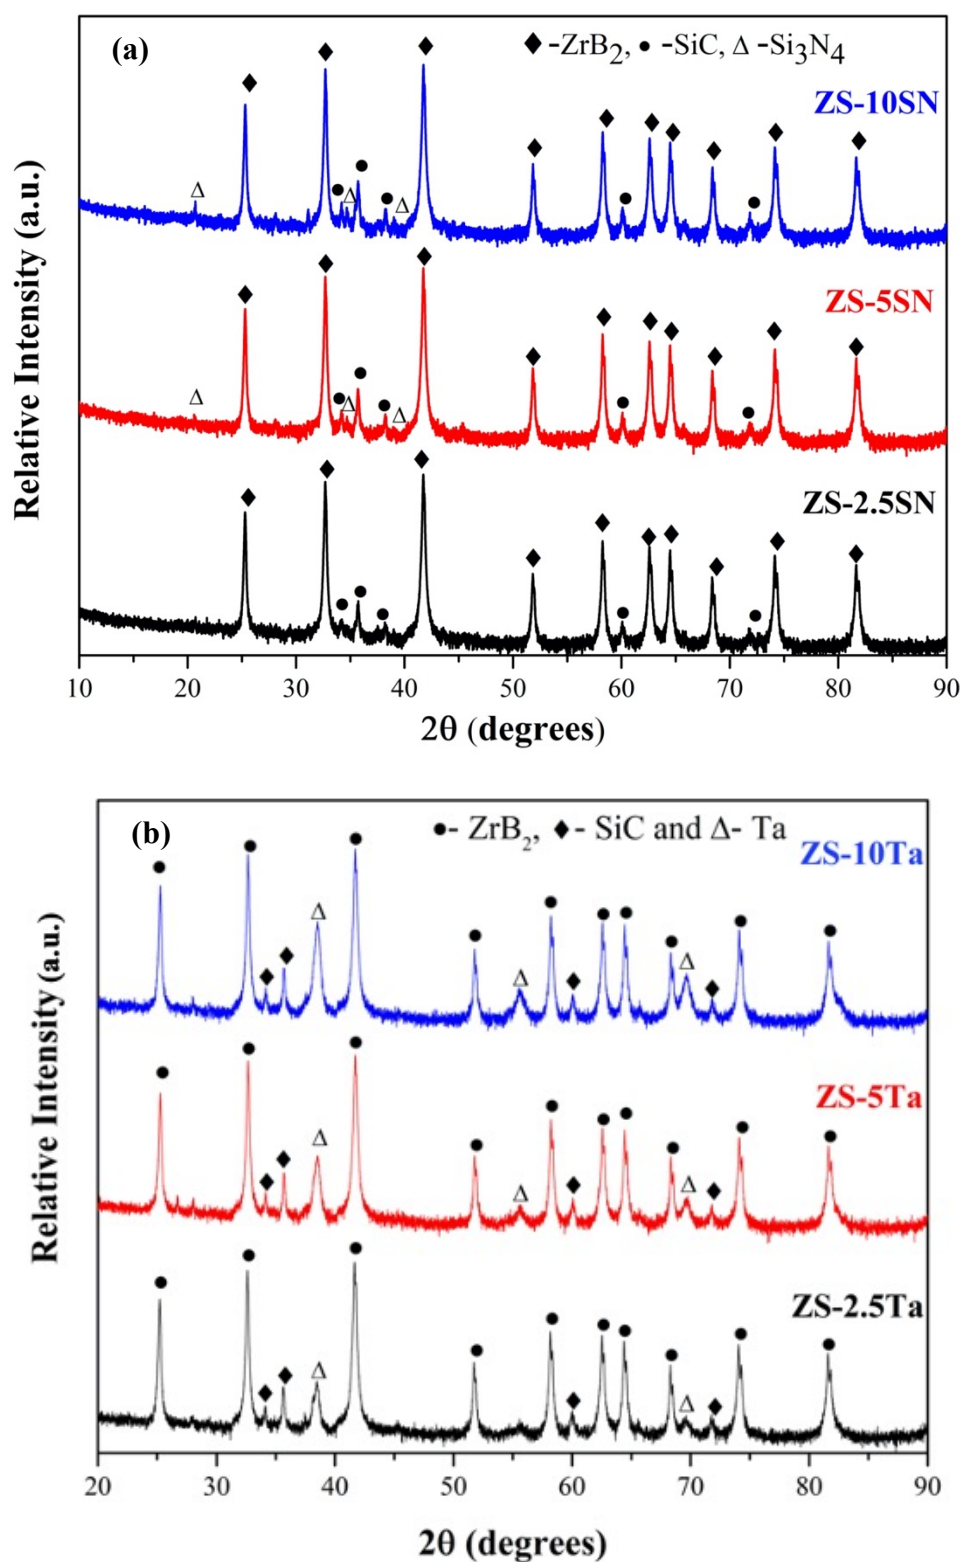 (a)
◆-ZrB2, ● -SiC, Δ -Si3N4
ZS-10SN
Δ
Δ
Δ
ZS-5SN
Δ
Δ
Δ
ZS-2.5SN
Relative Intensity (a.u.)
10 20 30 40 50 60 70 80 90
2θ (degrees)
(b)
●- ZrB2, ◆- SiC and Δ- Ta
ZS-10Ta
Δ
Δ
Δ
ZS-5Ta
Δ
Δ
Δ
ZS-2.5Ta
Δ
Δ
Relative Intensity (a.u.)
20 30 40 50 60 70 80 90
2θ (degrees)